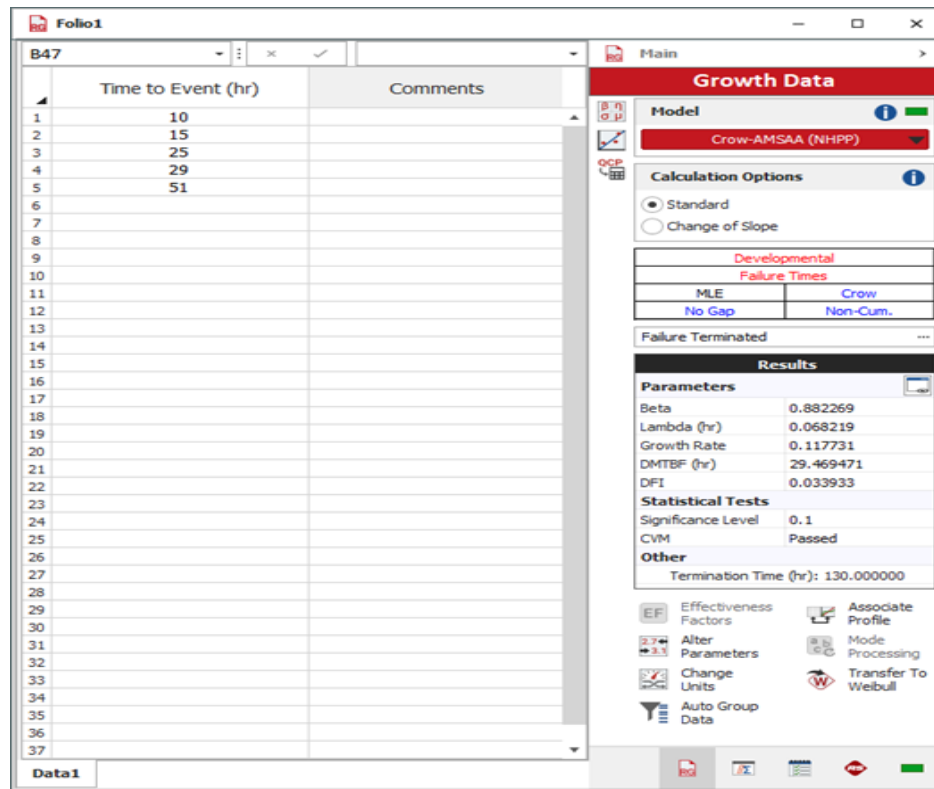 Folio1
B47
Main
Time to Event (hr) Comments
1 10
2 15
3 25
4 29
5 51
6
7
8
9
10
11
12
13
14
15
16
17
18
19
20
21
22
23
24
25
26
27
28
29
30
31
32
33
34
35
36
37
Data1
Growth Data
β η
σ μ
QCP
Model
Crow-AMSAA (NHPP)
Calculation Options
Standard
Change of Slope
Developmental
Failure Times
MLE Crow
No Gap Non-Cum.
Failure Terminated ...
Results
Parameters
Beta 0.882269
Lambda (hr) 0.068219
Growth Rate 0.117731
DMTBF (hr) 29.469471
DFI 0.033933
Statistical Tests
Significance Level 0.1
CVM Passed
Other
Termination Time (hr): 130.000000
EF Effectiveness Factors
Associate Profile
Alter Parameters
Mode Processing
Change Units
Transfer To Weibull
Auto Group Data